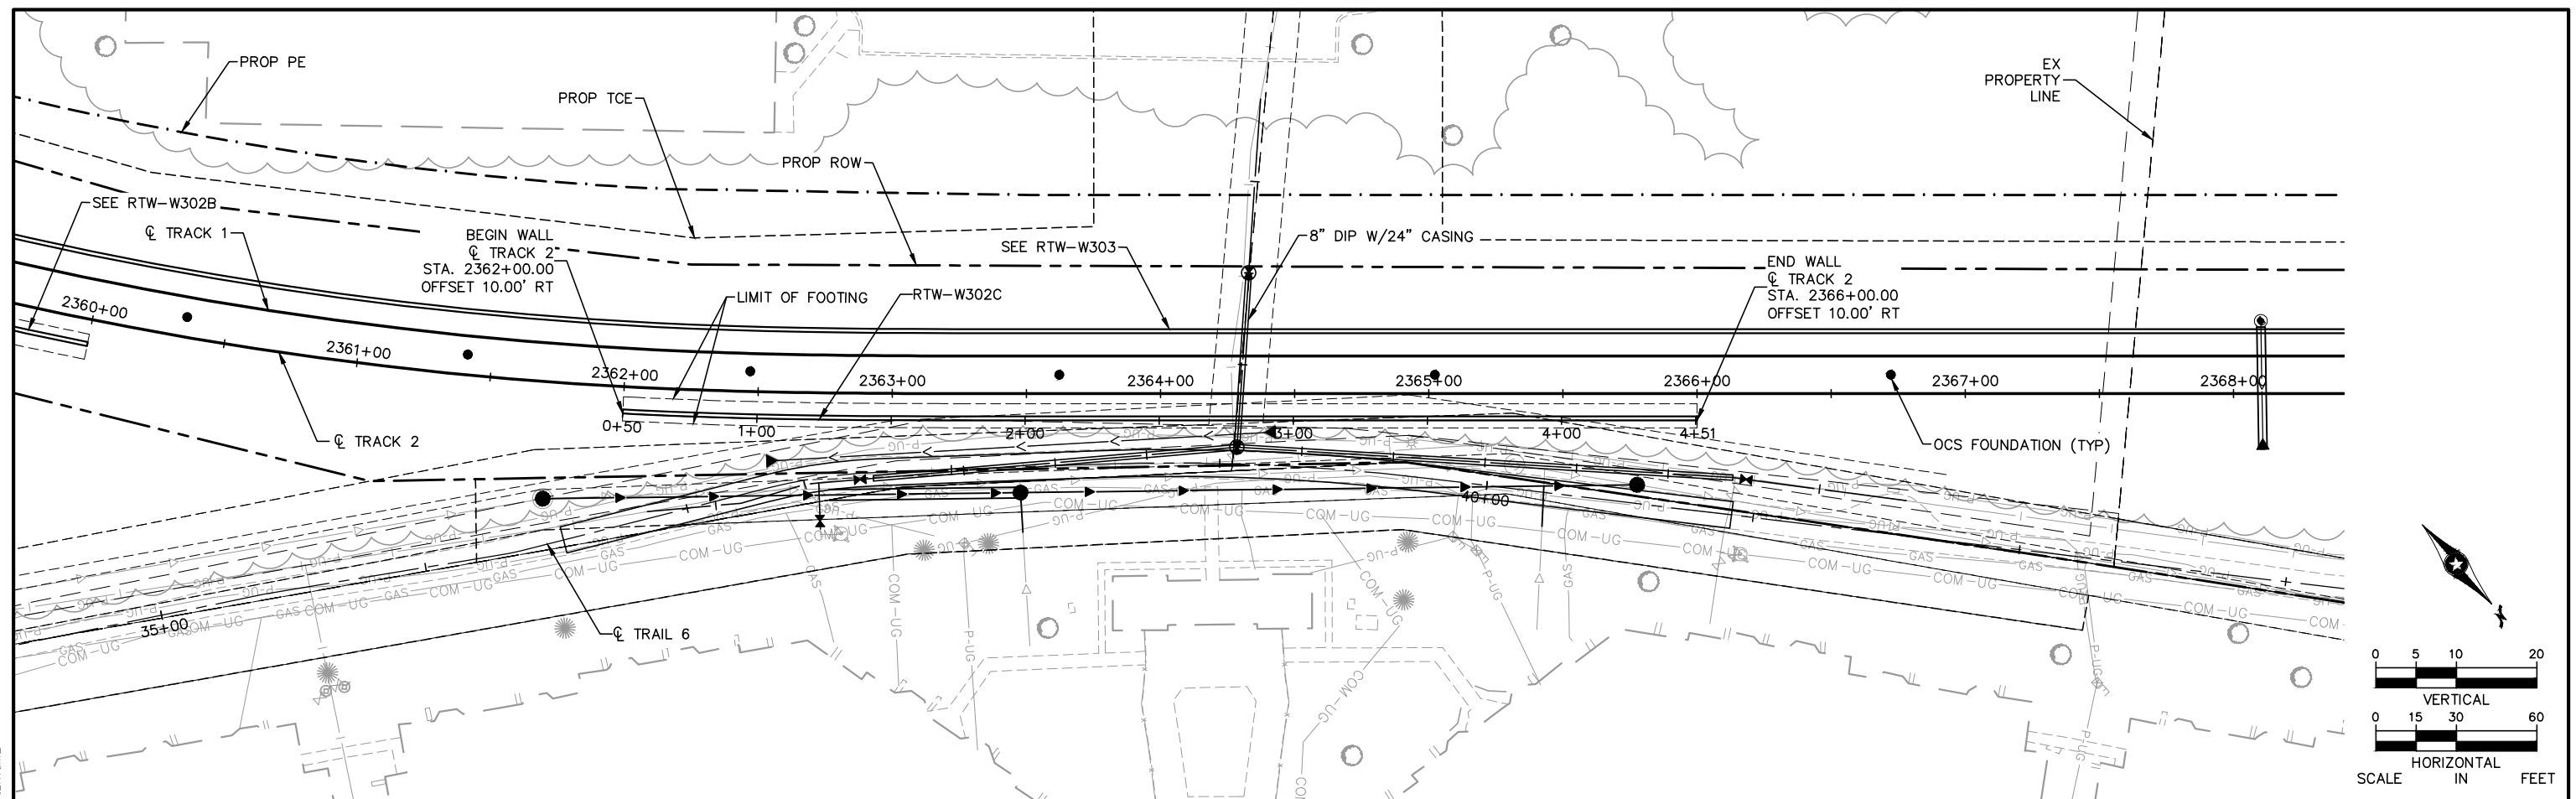 PROP PE
PROP TCE
PROP ROW
EX
PROPERTY
LINE
SEE RTW-W302B
℄ TRACK 1
BEGIN WALL
℄ TRACK 2
STA. 2362+00.00
OFFSET 10.00' RT
SEE RTW-W303
8" DIP W/24" CASING
END WALL
℄ TRACK 2
STA. 2366+00.00
OFFSET 10.00' RT
LIMIT OF FOOTING
RTW-W302C
2360+00
2361+00
2362+00
2363+00
2364+00
2365+00
2366+00
2367+00
2368+00
0+50
1+00
2+00
3+00
4+00
4+51
℄ TRACK 2
OCS FOUNDATION (TYP)
40+00
35+00
℄ TRAIL 6
P-UG
GAS
COM-UG
0 5 10 20
VERTICAL
0 15 30 60
HORIZONTAL
SCALE IN FEET